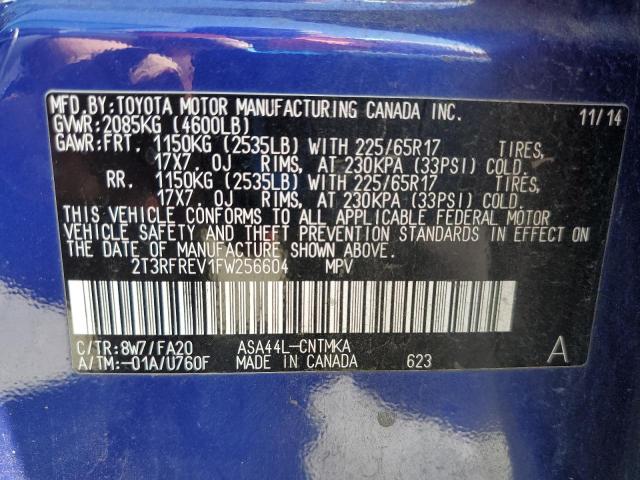 MFD.BY:TOYOTA MOTOR MANUFACTURING CANADA INC. 11/14
GVWR:2085KG (4600LB)
GAWR:FRT. 1150KG (2535LB) WITH 225/65R17 TIRES,
17X7.0J RIMS, AT 230KPA (33PSI) COLD.
RR. 1150KG (2535LB) WITH 225/65R17 TIRES,
17X7.0J RIMS, AT 230KPA (33PSI) COLD.
THIS VEHICLE CONFORMS TO ALL APPLICABLE FEDERAL MOTOR
VEHICLE SAFETY AND THEFT PREVENTION STANDARDS IN EFFECT ON
THE DATE OF MANUFACTURE SHOWN ABOVE.
2T3RFREV1FW256604 MPV
C/TR:8W7/FA20 ASA44L-CNTMKA A
A/TM:-01A/U760F MADE IN CANADA 623